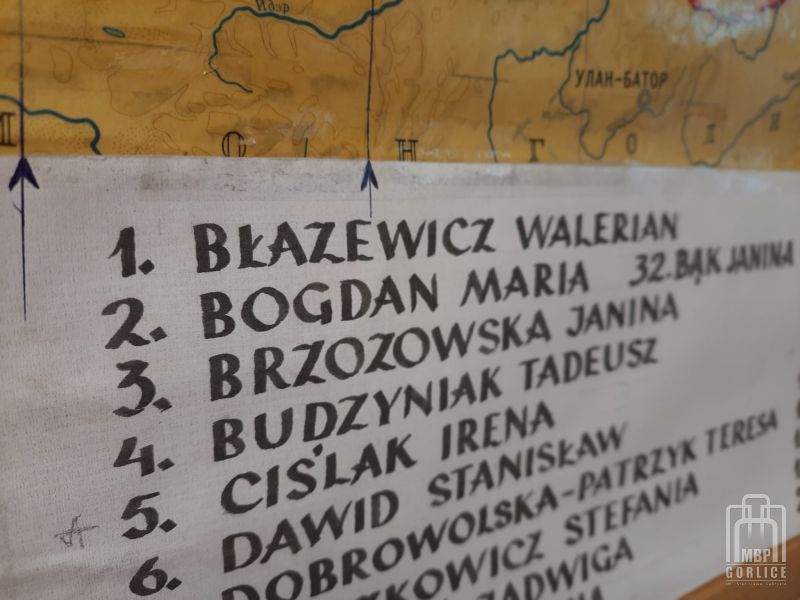 Идэр
УЛАН-БАТОР
М О Н Г О Л И
1. BŁAZEWICZ WALERIAN
2. BOGDAN MARIA 32. BĄK JANINA
3. BRZOZOWSKA JANINA
4. BUDZYNIAK TADEUSZ
5. CIŚLAK IRENA
6. DAWID STANISŁAW
DOBROWOLSKA-PATRZYK TERESA
STEFANIA
MBP
GORLICE